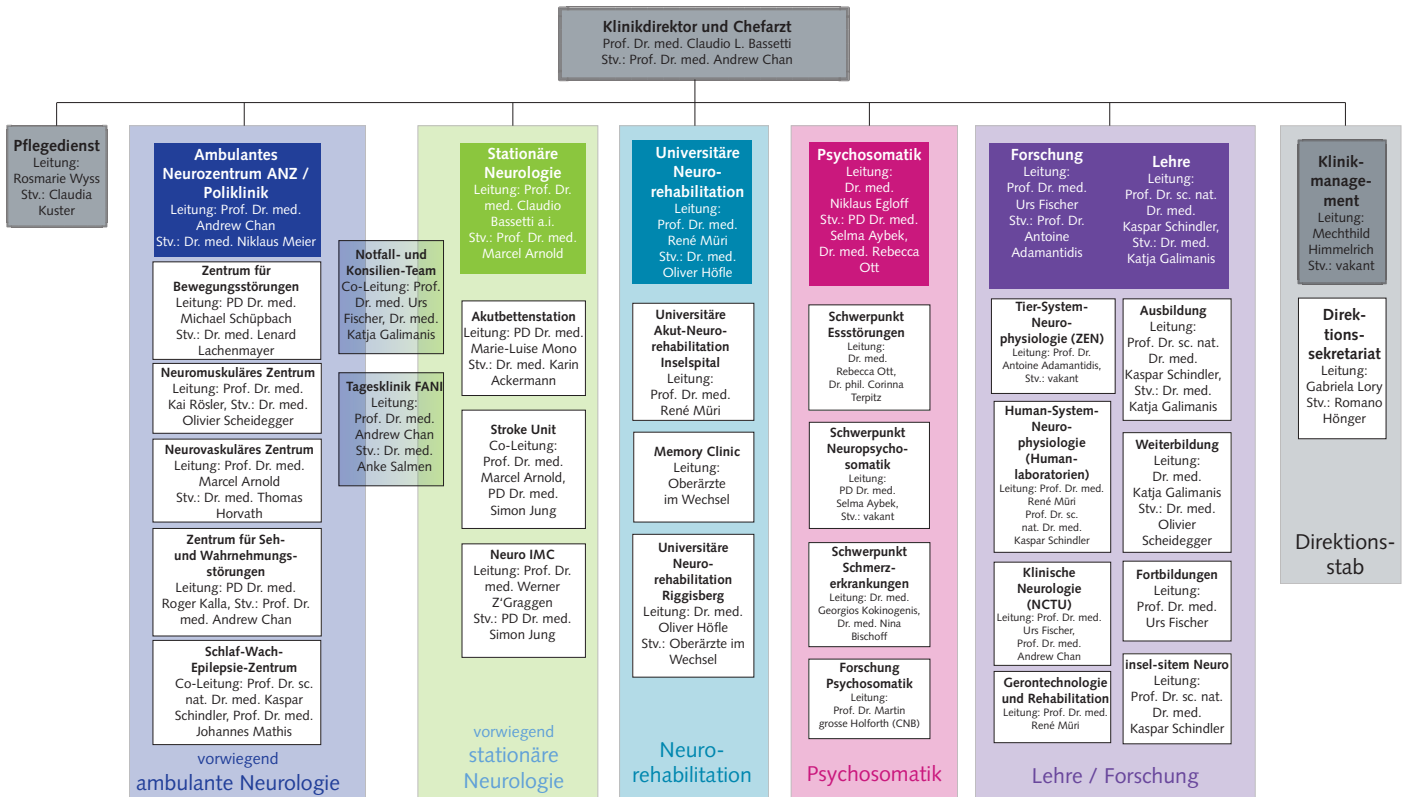 Klinikdirektor und Chefarzt
Prof. Dr. med. Claudio L. Bassetti
Stv.: Prof. Dr. med. Andrew Chan
Pflegedienst
Leitung:
Rosmarie Wyss
Stv.: Claudia
Kuster
Ambulantes
Neurozentrum ANZ /
Poliklinik
Leitung: Prof. Dr. med.
Andrew Chan
Stv.: Dr. med. Niklaus Meier
Zentrum für
Bewegungsstörungen
Leitung: PD Dr. med.
Michael Schüpbach
Stv.: Dr. med. Lenard
Lachenmayer
Neuromuskuläres Zentrum
Leitung: Prof. Dr. med.
Kai Rösler, Stv.: Dr. med.
Olivier Scheidegger
Neurovaskuläres Zentrum
Leitung: Prof. Dr. med.
Marcel Arnold
Stv.: Dr. med. Thomas
Horvath
Zentrum für Seh-
und Wahrnehmungs-
störungen
Leitung: PD Dr. med.
Roger Kalla, Stv.: Prof. Dr.
med. Andrew Chan
Schlaf-Wach-
Epilepsie-Zentrum
Co-Leitung: Prof. Dr. sc.
nat. Dr. med. Kaspar
Schindler, Prof. Dr. med.
Johannes Mathis
vorwiegend
ambulante Neurologie
Notfall- und
Konsilien-Team
Co-Leitung: Prof.
Dr. med. Urs
Fischer, Dr. med.
Katja Galimanis
Tagesklinik FANI
Leitung:
Prof. Dr. med.
Andrew Chan
Stv.: Dr. med.
Anke Salmen
Stationäre
Neurologie
Leitung: Prof. Dr.
med. Claudio
Bassetti a.i.
Stv.: Prof. Dr. med.
Marcel Arnold
Akutbettenstation
Leitung: PD Dr. med.
Marie-Luise Mono
Stv.: Dr. med. Karin
Ackermann
Stroke Unit
Co-Leitung:
Prof. Dr. med.
Marcel Arnold,
PD Dr. med.
Simon Jung
Neuro IMC
Leitung: Prof. Dr.
med. Werner
Z'Graggen
Stv.: PD Dr. med.
Simon Jung
vorwiegend
stationäre
Neurologie
Universitäre
Neuro-
rehabilitation
Leitung:
Prof. Dr. med.
René Müri
Stv.: Dr. med.
Oliver Höfle
Universitäre
Akut-Neuro-
rehabilitation
Inselspital
Leitung:
Prof. Dr. med.
René Müri
Memory Clinic
Leitung:
Oberärzte
im Wechsel
Universitäre
Neuro-
rehabilitation
Riggisberg
Leitung: Dr. med.
Oliver Höfle
Stv.: Oberärzte im
Wechsel
Neuro-
rehabilitation
Psychosomatik
Leitung:
Dr. med.
Niklaus Egloff
Stv.: PD Dr. med.
Selma Aybek,
Dr. med. Rebecca
Ott
Schwerpunkt
Essstörungen
Leitung:
Dr. med.
Rebecca Ott,
Dr. phil. Corinna
Terpitz
Schwerpunkt
Neuropsycho-
somatik
Leitung:
PD Dr. med.
Selma Aybek,
Stv.: vakant
Schwerpunkt
Schmerz-
erkrankungen
Leitung: Dr. med.
Georgios Kokinogenis,
Dr. med. Nina
Bischoff
Forschung
Psychosomatik
Leitung:
Prof. Dr. Martin
grosse Holforth (CNB)
Psychosomatik
Forschung
Leitung:
Prof. Dr. med.
Urs Fischer
Stv.: Prof. Dr.
Antoine
Adamantidis
Tier-System-
Neuro-
physiologie (ZEN)
Leitung: Prof. Dr.
Antoine Adamantidis,
Stv.: vakant
Human-System-
Neuro-
physiologie
(Human-
laboratorien)
Leitung: Prof. Dr. med.
René Müri
Prof. Dr. sc.
nat. Dr. med.
Kaspar Schindler
Klinische
Neurologie
(NCTU)
Leitung: Prof. Dr. med.
Urs Fischer,
Prof. Dr. med.
Andrew Chan
Gerontechnologie
und Rehabilitation
Leitung: Prof. Dr. med.
René Müri
Lehre
Leitung:
Prof. Dr. sc. nat.
Dr. med.
Kaspar Schindler,
Stv.: Dr. med.
Katja Galimanis
Ausbildung
Leitung:
Prof. Dr. sc. nat.
Dr. med.
Kaspar Schindler,
Stv.: Dr. med.
Katja Galimanis
Weiterbildung
Leitung:
Dr. med.
Katja Galimanis
Stv.: Dr. med.
Olivier
Scheidegger
Fortbildungen
Leitung:
Prof. Dr. med.
Urs Fischer
insel-sitem Neuro
Leitung:
Prof. Dr. sc. nat.
Dr. med.
Kaspar Schindler
Lehre / Forschung
Klinik-
manage-
ment
Leitung:
Mechthild
Himmelrich
Stv.: vakant
Direk-
tions-
sekretariat
Leitung:
Gabriela Lory
Stv.: Romano
Hönger
Direktions-
stab